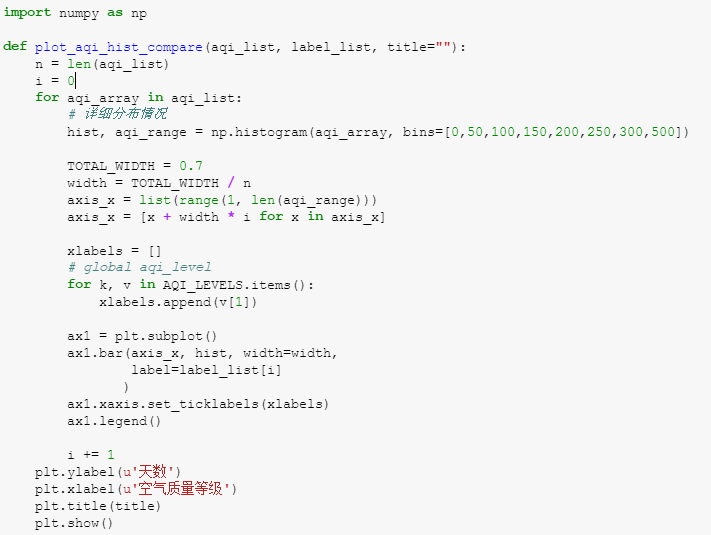 import numpy as np
def plot_aqi_hist_compare(aqi_list, label_list, title=""):
    n = len(aqi_list)
    i = 0
    for aqi_array in aqi_list:
        # 详细分布情况
        hist, aqi_range = np.histogram(aqi_array, bins=[0,50,100,150,200,250,300,500])
        TOTAL_WIDTH = 0.7
        width = TOTAL_WIDTH / n
        axis_x = list(range(1, len(aqi_range)))
        axis_x = [x + width * i for x in axis_x]
        xlabels = []
        # global aqi_level
        for k, v in AQI_LEVELS.items():
            xlabels.append(v[1])
        ax1 = plt.subplot()
        ax1.bar(axis_x, hist, width=width,
                label=label_list[i]
               )
        ax1.xaxis.set_ticklabels(xlabels)
        ax1.legend()
        i += 1
    plt.ylabel(u'天数')
    plt.xlabel(u'空气质量等级')
    plt.title(title)
    plt.show()